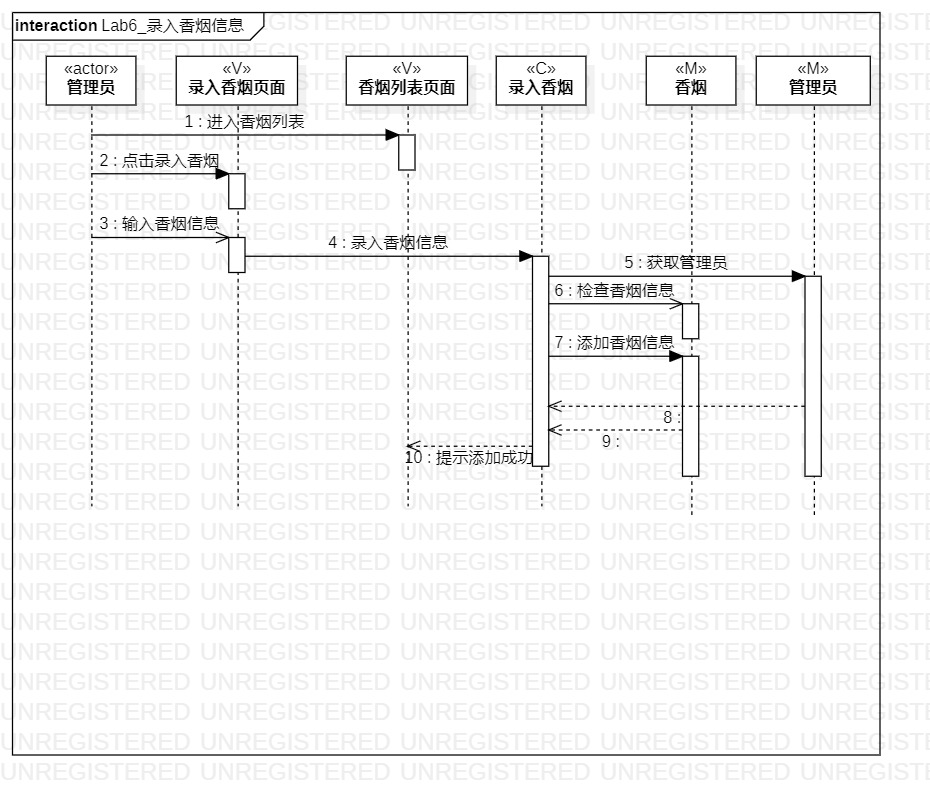 interaction Lab6_录入香烟信息
«actor»
管理员
«V»
录入香烟页面
«V»
香烟列表页面
«C»
录入香烟
«M»
香烟
«M»
管理员
1 : 进入香烟列表
2 : 点击录入香烟
3 : 输入香烟信息
4 : 录入香烟信息
5 : 获取管理员
6 : 检查香烟信息
7 : 添加香烟信息
8 :
9 :
10 : 提示添加成功
UNREGISTERED UNREGISTERED UNREGISTERED UNREGISTERED UNREGISTERED